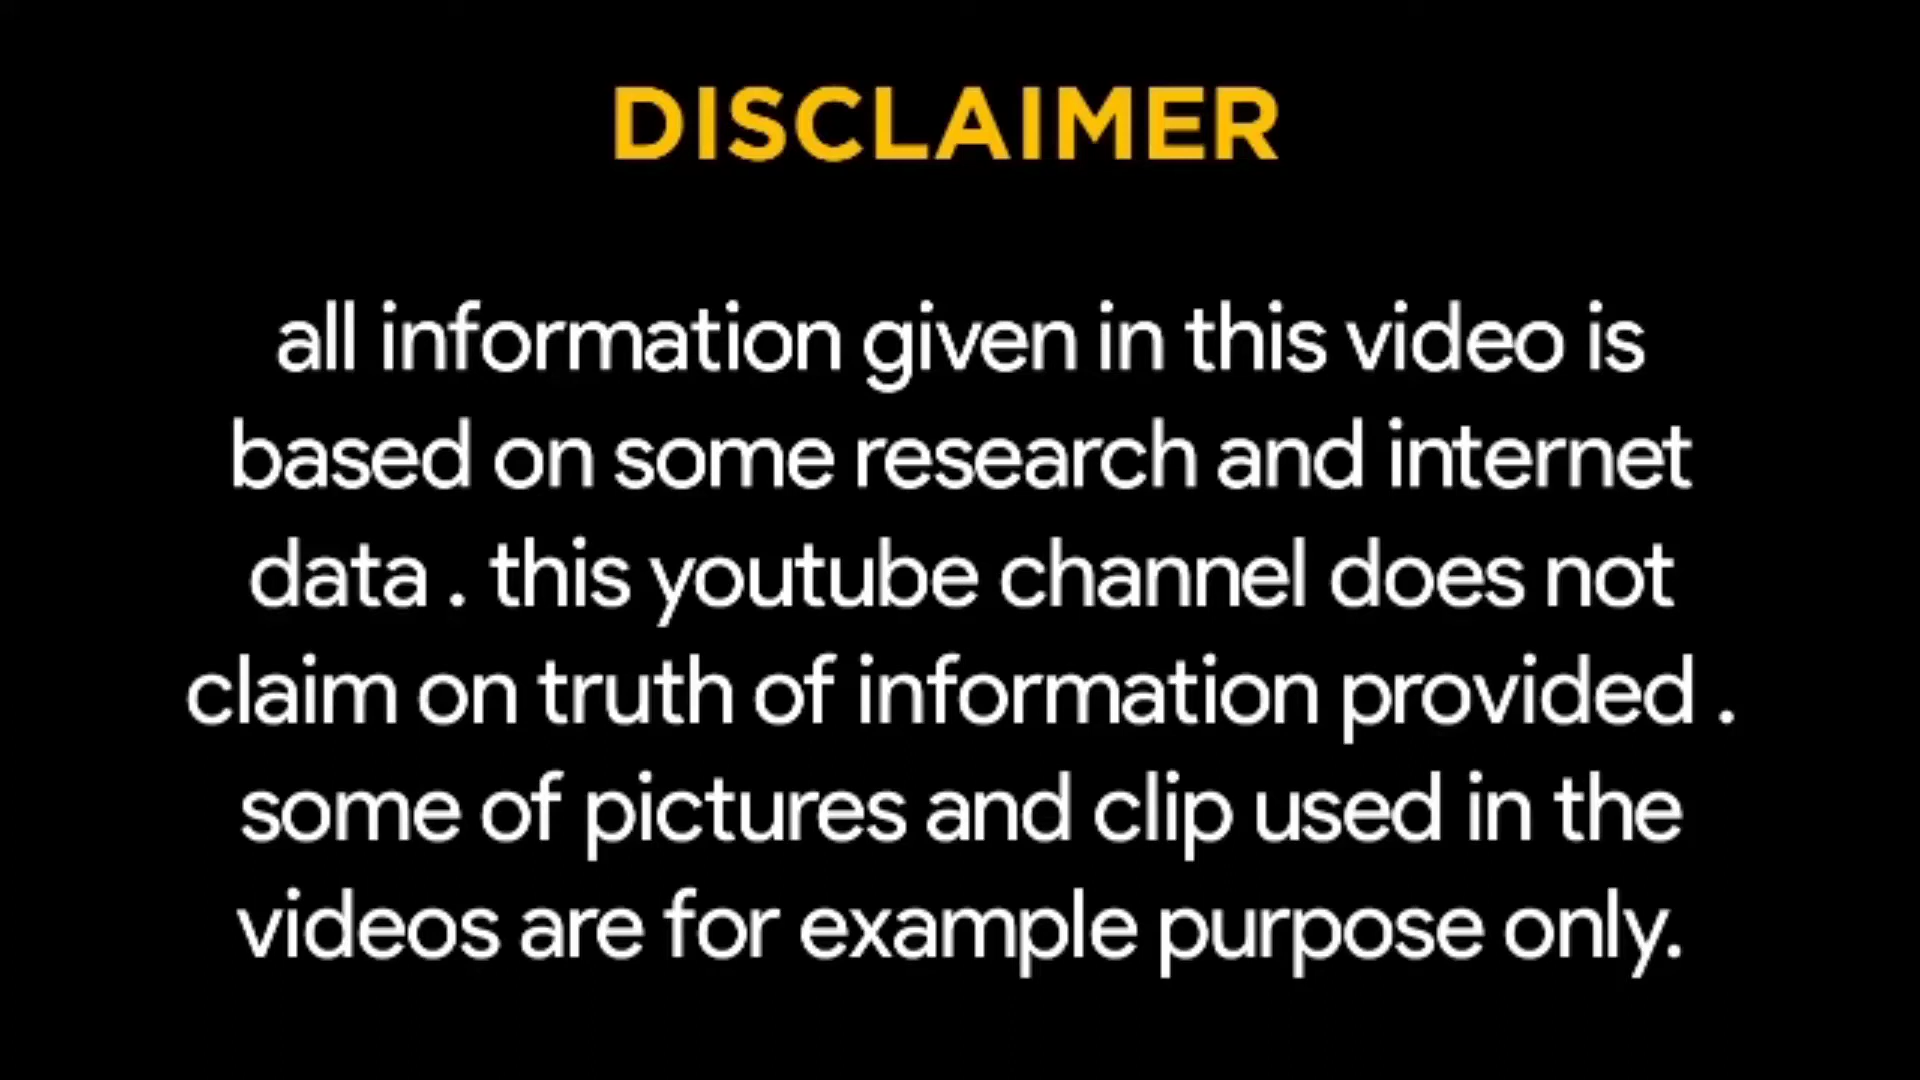 DISCLAIMER
all information given in this video is
based on some research and internet
data . this youtube channel does not
claim on truth of information provided .
some of pictures and clip used in the
videos are for example purpose only.